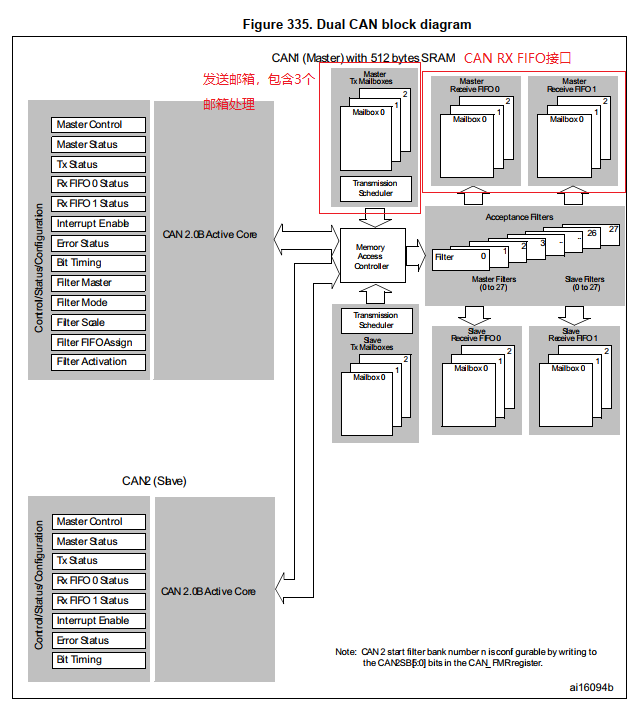 Figure 335. Dual CAN block diagram
CAN1 (Master) with 512 bytes SRAM
CAN RX FIFO接口
发送邮箱，包含3个
邮箱处理
Master
Tx Mailboxes
2
1
Mailbox 0
Transmission
Scheduler
Master
Receive FIFO 0
2
1
Mailbox 0
Master
Receive FIFO 1
2
1
Mailbox 0
Control/Status/Configuration
Master Control
Master Status
Tx Status
Rx FIFO 0 Status
Rx FIFO 1 Status
Interrupt Enable
Error Status
Bit Timing
Filter Master
Filter Mode
Filter Scale
Filter FIFOAssign
Filter Activation
CAN 2.0B Active Core
Memory
Access
Controller
Acceptance Filters
Filter 0 1 2 3 .. .. 26 27
Master Filters
(0 to 27)
Slave Filters
(0 to 27)
Transmission
Scheduler
Slave
Tx Mailboxes
2
1
Mailbox 0
Slave
Receive FIFO 0
2
1
Mailbox 0
Slave
Receive FIFO 1
2
1
Mailbox 0
CAN2 (Slave)
Control/Status/Configuration
Master Control
Master Status
Tx Status
Rx FIFO 0 Status
Rx FIFO 1 Status
Interrupt Enable
Error Status
Bit Timing
CAN 2.0B Active Core
Note: CAN 2 start filter bank number n is configurable by writing to
the CAN2SB[5:0] bits in the CAN_FMR register.
ai16094b